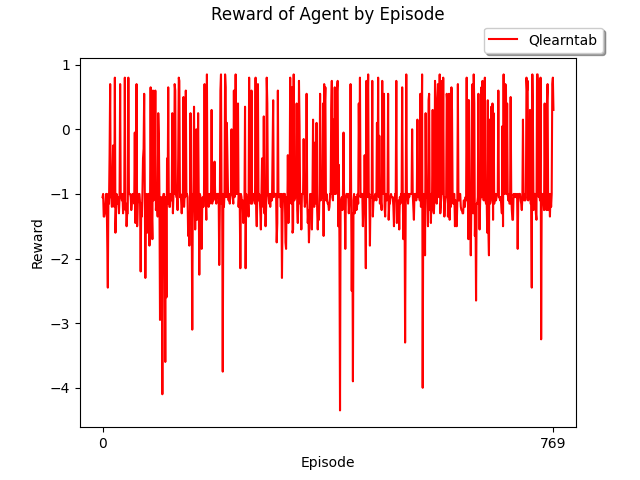 Reward of Agent by Episode
Qlearntab
1
0
−1
−2
−3
−4
Reward
0
769
Episode